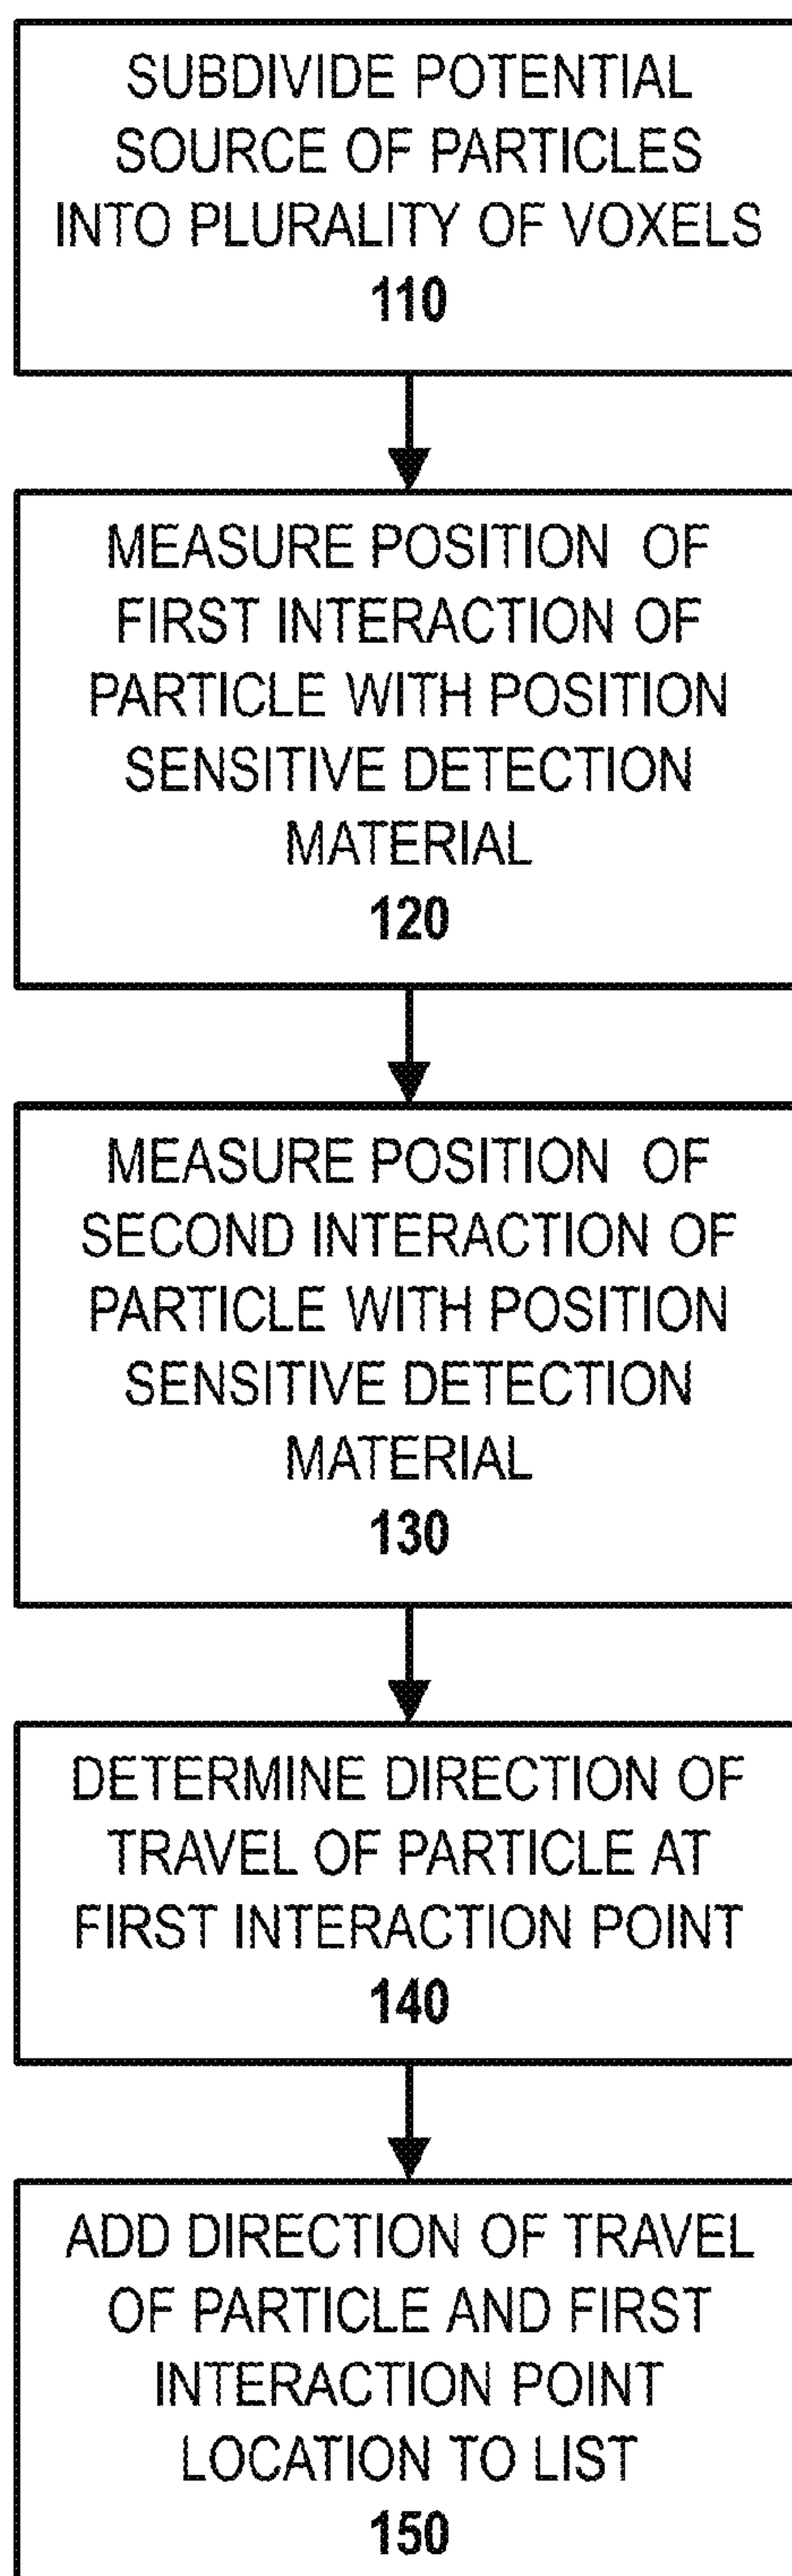 SUBDIVIDE POTENTIAL
SOURCE OF PARTICLES
INTO PLURALITY OF VOXELS
110
MEASURE POSITION OF
FIRST INTERACTION OF
PARTICLE WITH POSITION
SENSITIVE DETECTION
MATERIAL
120
MEASURE POSITION OF
SECOND INTERACTION OF
PARTICLE WITH POSITION
SENSITIVE DETECTION
MATERIAL
130
DETERMINE DIRECTION OF
TRAVEL OF PARTICLE AT
FIRST INTERACTION POINT
140
ADD DIRECTION OF TRAVEL
OF PARTICLE AND FIRST
INTERACTION POINT
LOCATION TO LIST
150